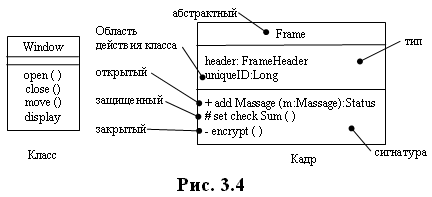 абстрактный
Window
open ( )
close ()
move ()
display
Класс
Область
действия класса
открытый
защищенный
закрытый
Frame
header: FrameHeader
uniqueID:Long
+ add Massage (m:Massage):Status
# set check Sum ( )
- encrypt ( )
тип
сигнатура
Кадр
Рис. 3.4